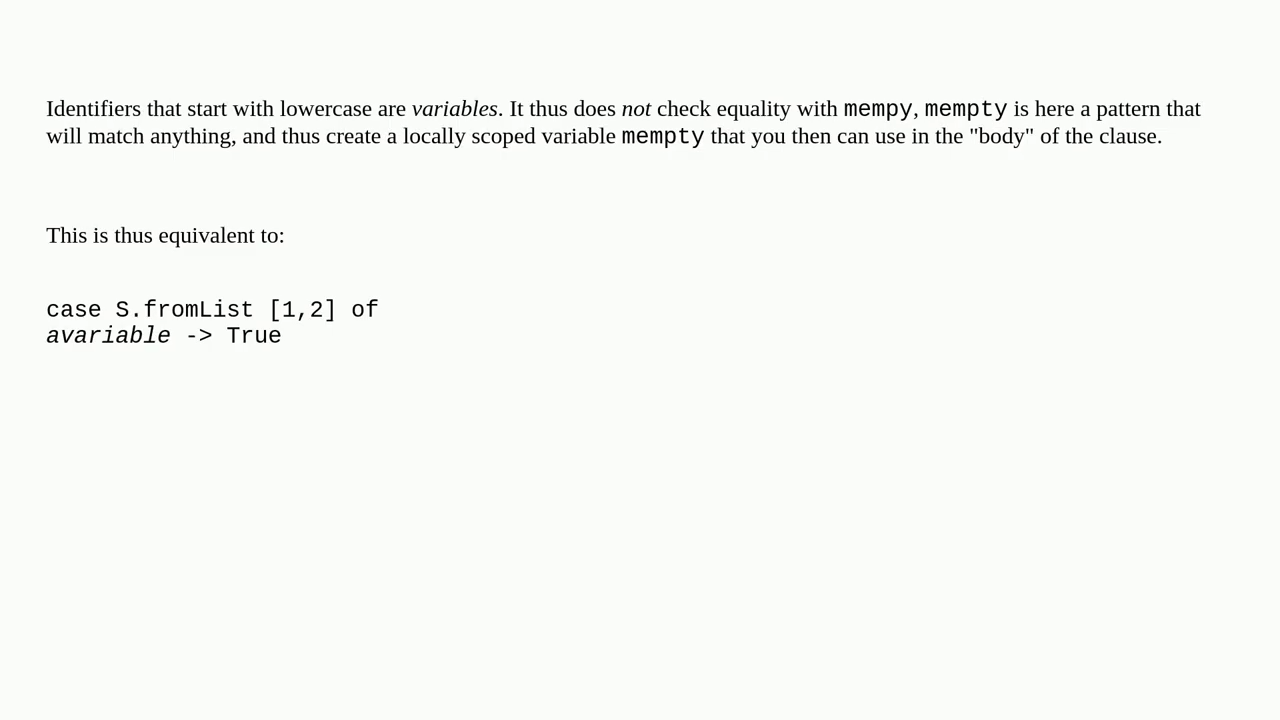 Identifiers that start with lowercase are variables. It thus does not check equality with mempy, mempty is here a pattern that
will match anything, and thus create a locally scoped variable mempty that you then can use in the "body" of the clause.
This is thus equivalent to:
case S.fromList [1,2] of
avariable -> True